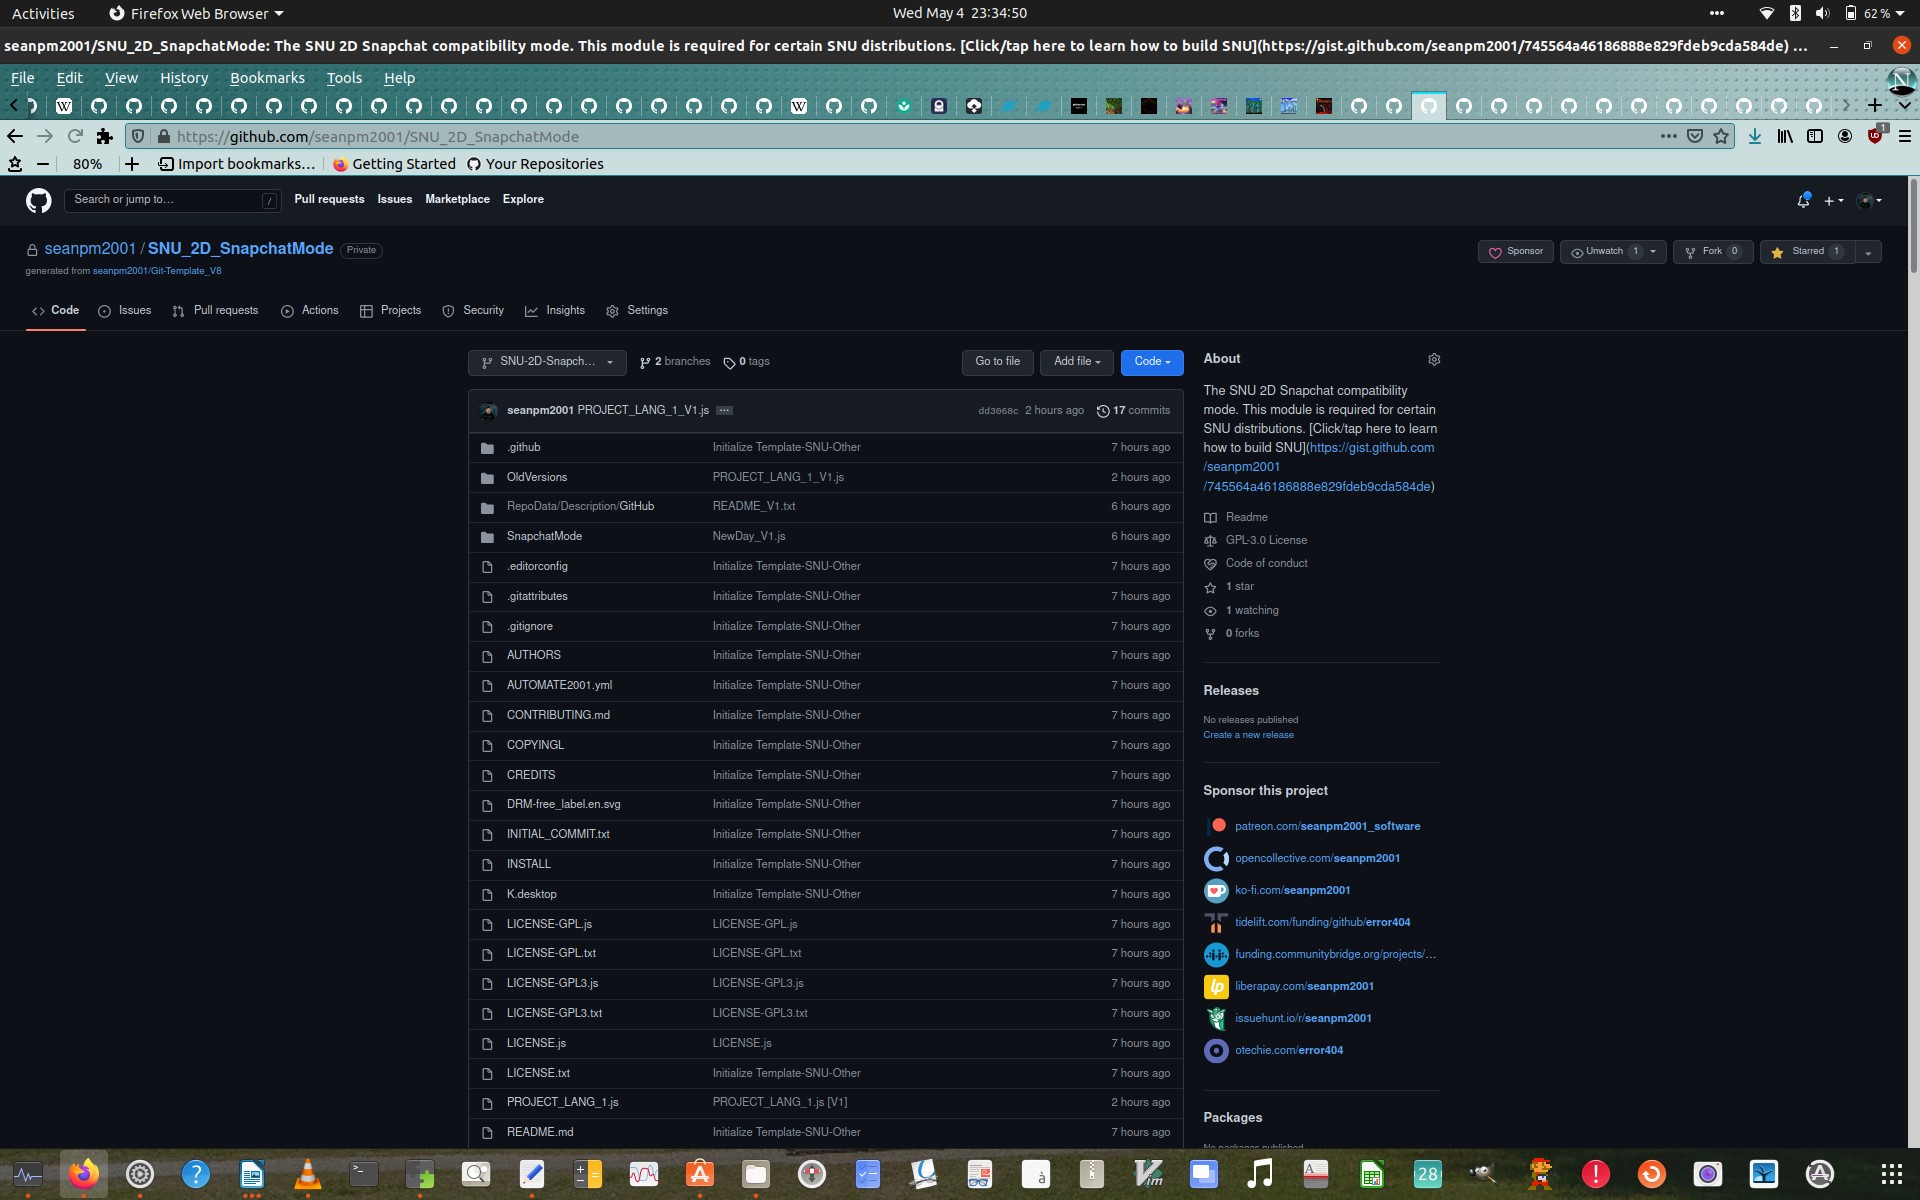 Activities
Firefox Web Browser
Wed May 4  23:34:50
62 %
seanpm2001/SNU_2D_SnapchatMode: The SNU 2D Snapchat compatibility mode. This module is required for certain SNU distributions. [Click/tap here to learn how to build SNU](https://gist.github.com/seanpm2001/745564a46186888e829fdeb9cda584de) ...
File Edit View History Bookmarks Tools Help
https://github.com/seanpm2001/SNU_2D_SnapchatMode
1
80%
Import bookmarks...
Getting Started
Your Repositories
Search or jump to...
/
Pull requests Issues Marketplace Explore
seanpm2001 / SNU_2D_SnapchatMode Private
generated from seanpm2001/Git-Template_V8
Sponsor
Unwatch 1
Fork 0
Starred 1
Code Issues Pull requests Actions Projects Security Insights Settings
SNU-2D-Snapch...
2 branches
0 tags
Go to file
Add file
Code
seanpm2001 PROJECT_LANG_1_V1.js ... dd3068c 2 hours ago 17 commits
.github Initialize Template-SNU-Other 7 hours ago
OldVersions PROJECT_LANG_1_V1.js 2 hours ago
RepoData/Description/GitHub README_V1.txt 6 hours ago
SnapchatMode NewDay_V1.js 6 hours ago
.editorconfig Initialize Template-SNU-Other 7 hours ago
.gitattributes Initialize Template-SNU-Other 7 hours ago
.gitignore Initialize Template-SNU-Other 7 hours ago
AUTHORS Initialize Template-SNU-Other 7 hours ago
AUTOMATE2001.yml Initialize Template-SNU-Other 7 hours ago
CONTRIBUTING.md Initialize Template-SNU-Other 7 hours ago
COPYINGL Initialize Template-SNU-Other 7 hours ago
CREDITS Initialize Template-SNU-Other 7 hours ago
DRM-free_label.en.svg Initialize Template-SNU-Other 7 hours ago
INITIAL_COMMIT.txt Initialize Template-SNU-Other 7 hours ago
INSTALL Initialize Template-SNU-Other 7 hours ago
K.desktop Initialize Template-SNU-Other 7 hours ago
LICENSE-GPL.js LICENSE-GPL.js 7 hours ago
LICENSE-GPL.txt LICENSE-GPL.txt 7 hours ago
LICENSE-GPL3.js LICENSE-GPL3.js 7 hours ago
LICENSE-GPL3.txt LICENSE-GPL3.txt 7 hours ago
LICENSE.js LICENSE.js 7 hours ago
LICENSE.txt Initialize Template-SNU-Other 7 hours ago
PROJECT_LANG_1.js PROJECT_LANG_1.js [V1] 2 hours ago
README.md Initialize Template-SNU-Other 7 hours ago
About
The SNU 2D Snapchat compatibility
mode. This module is required for certain
SNU distributions. [Click/tap here to learn
how to build SNU](https://gist.github.com
/seanpm2001
/745564a46186888e829fdeb9cda584de)
Readme
GPL-3.0 License
Code of conduct
1 star
1 watching
0 forks
Releases
No releases published
Create a new release
Sponsor this project
patreon.com/seanpm2001_software
opencollective.com/seanpm2001
ko-fi.com/seanpm2001
tidelift.com/funding/github/error404
funding.communitybridge.org/projects/...
liberapay.com/seanpm2001
issuehunt.io/r/seanpm2001
otechie.com/error404
Packages
No packages published
28